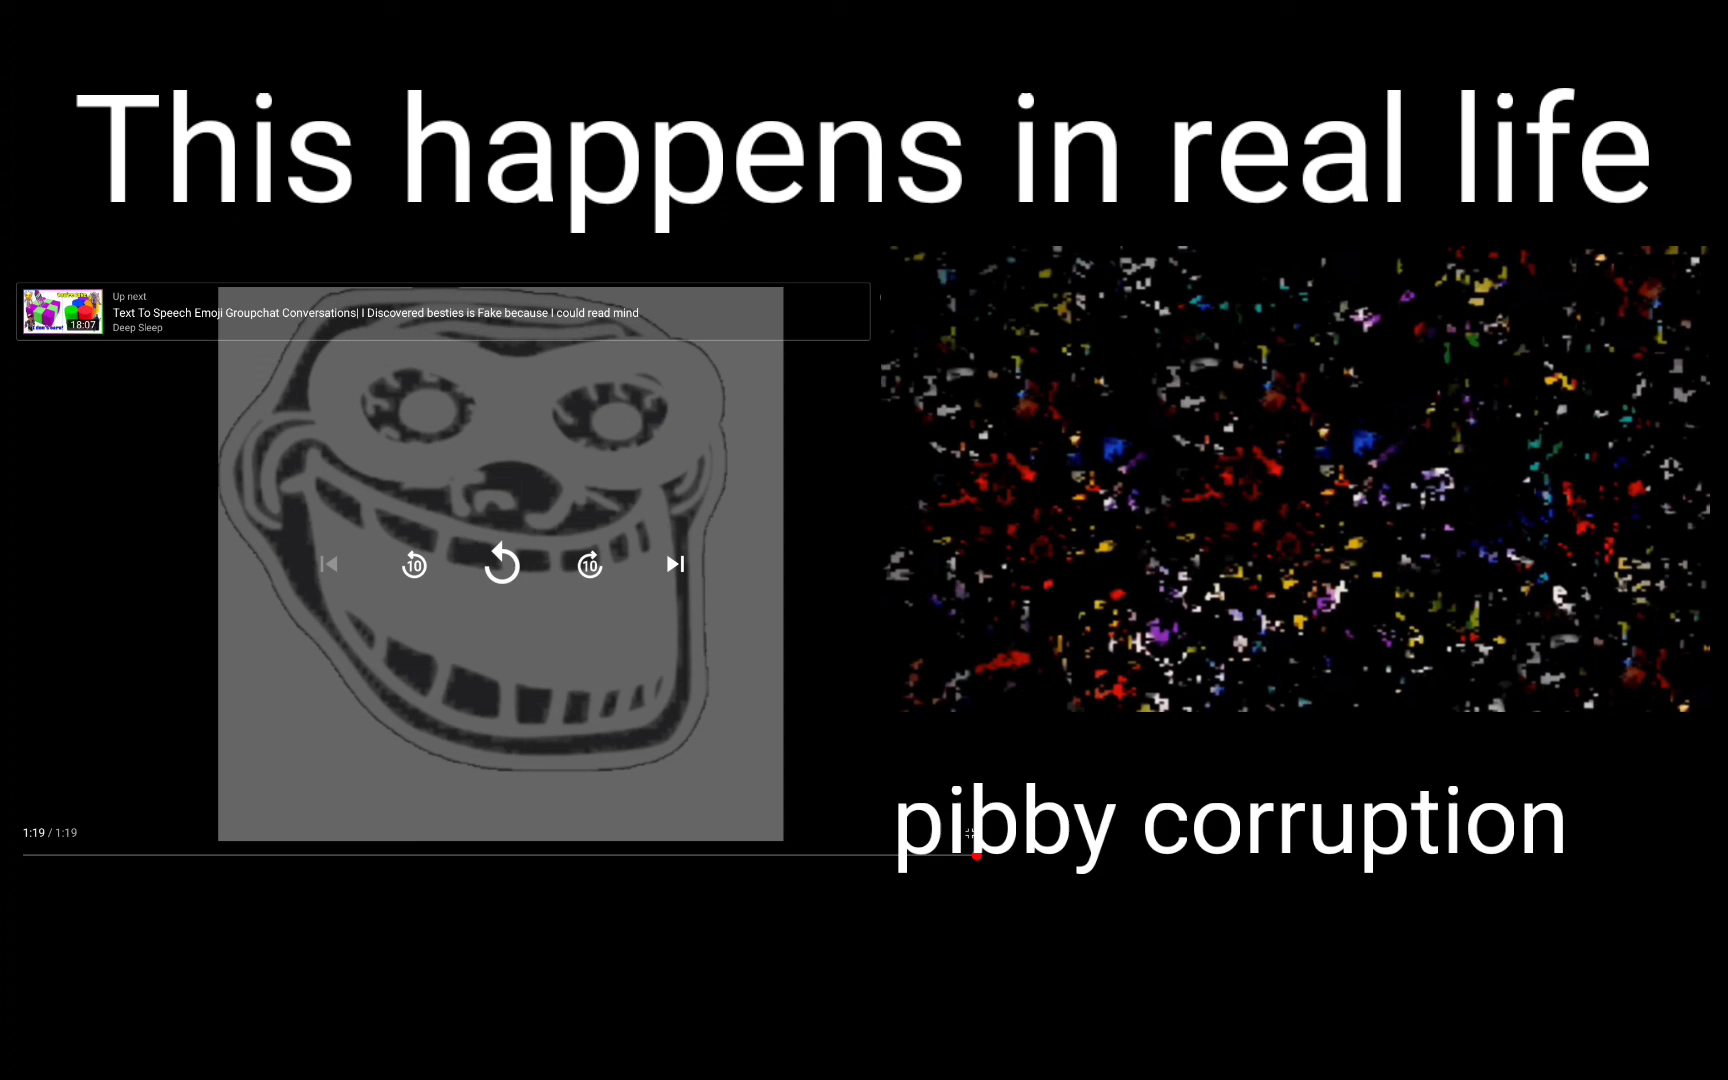 This happens in real life
Up next
Text To Speech Emoji Groupchat Conversations| I Discovered besties is Fake because I could read mind
Deep Sleep
18:07
10
10
1:19 / 1:19
pibby corruption